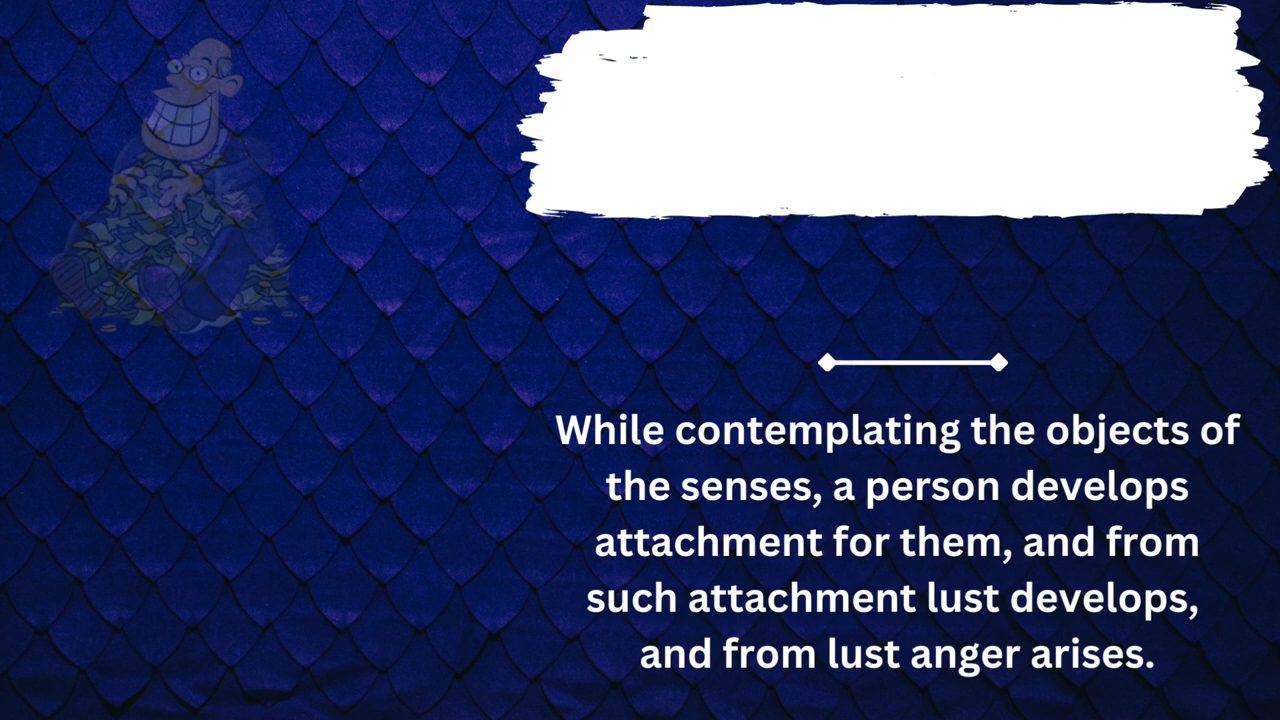 While contemplating the objects of
the senses, a person develops
attachment for them, and from
such attachment lust develops,
and from lust anger arises.